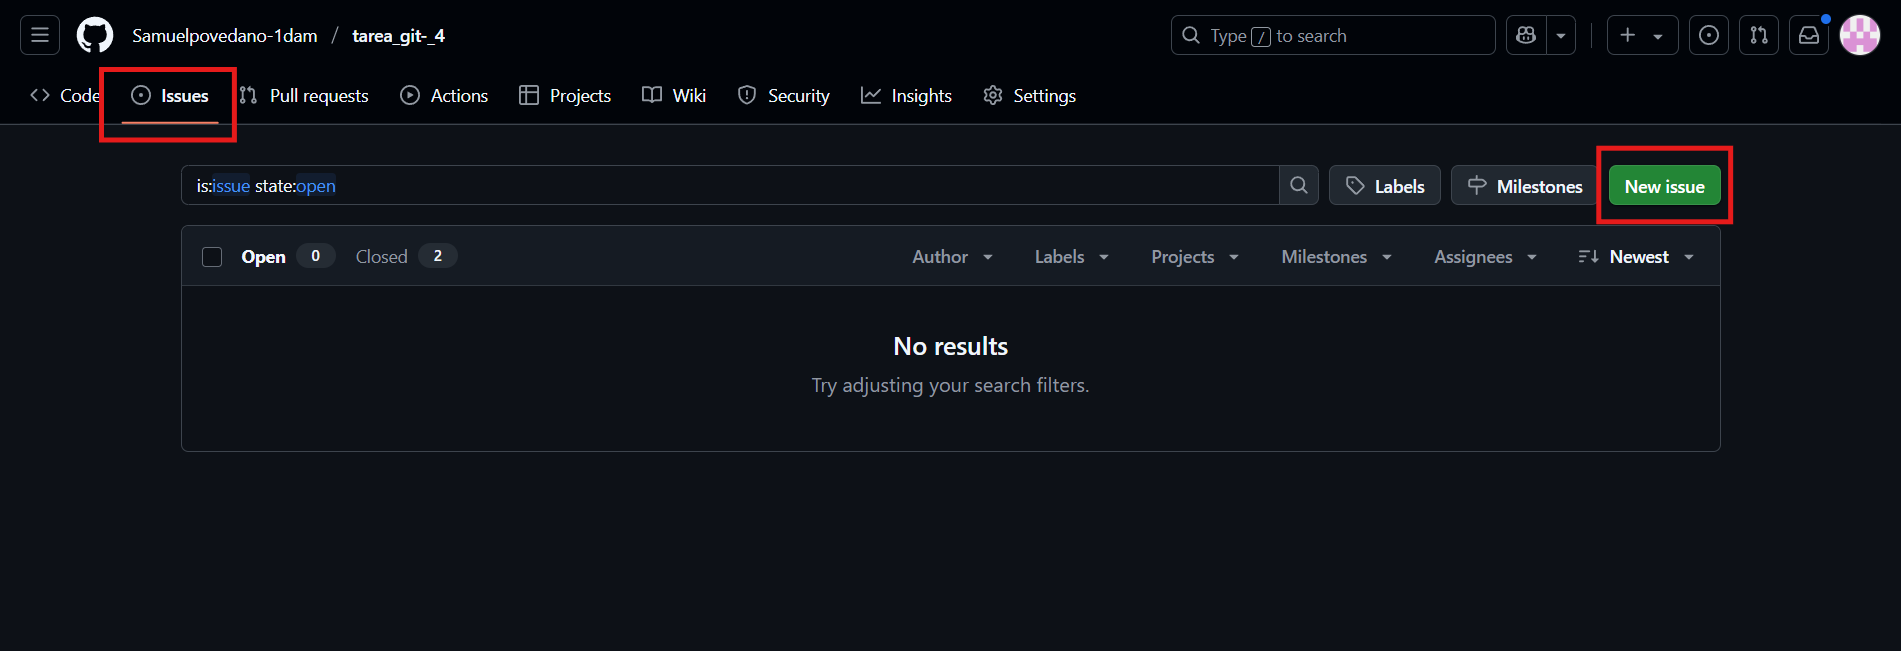 Samuelpovedano-1dam / tarea_git-_4 Type / to search
Code Issues Pull requests Actions Projects Wiki Security Insights Settings
is:issue state:open Labels Milestones New issue
Open 0 Closed 2 Author Labels Projects Milestones Assignees Newest
No results
Try adjusting your search filters.